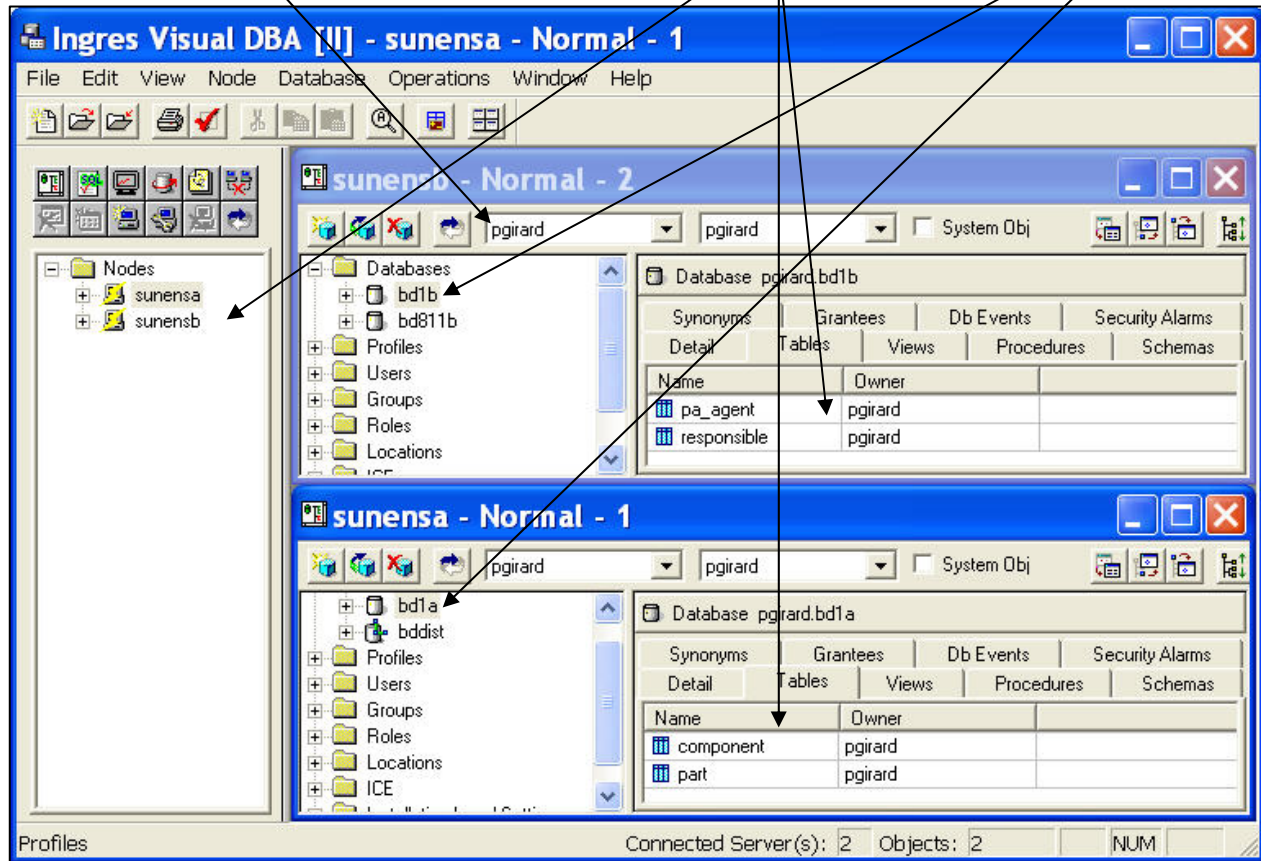 Ingres Visual DBA [II] - sunensa - Normal - 1
File Edit View Node Database Operations Window Help
Nodes
sunensa
sunensb
sunensb - Normal - 2
pgirard pgirard System Obj
Databases
bd1b
bd811b
Profiles
Users
Groups
Roles
Locations
ICE
Database pgirard.bd1b
Synonyms Grantees Db Events Security Alarms
Detail Tables Views Procedures Schemas
Name Owner
pa_agent pgirard
responsible pgirard
sunensa - Normal - 1
pgirard pgirard System Obj
bd1a
bddist
Profiles
Users
Groups
Roles
Locations
ICE
Database pgirard.bd1a
Synonyms Grantees Db Events Security Alarms
Detail Tables Views Procedures Schemas
Name Owner
component pgirard
part pgirard
Profiles Connected Server(s): 2 Objects: 2 NUM